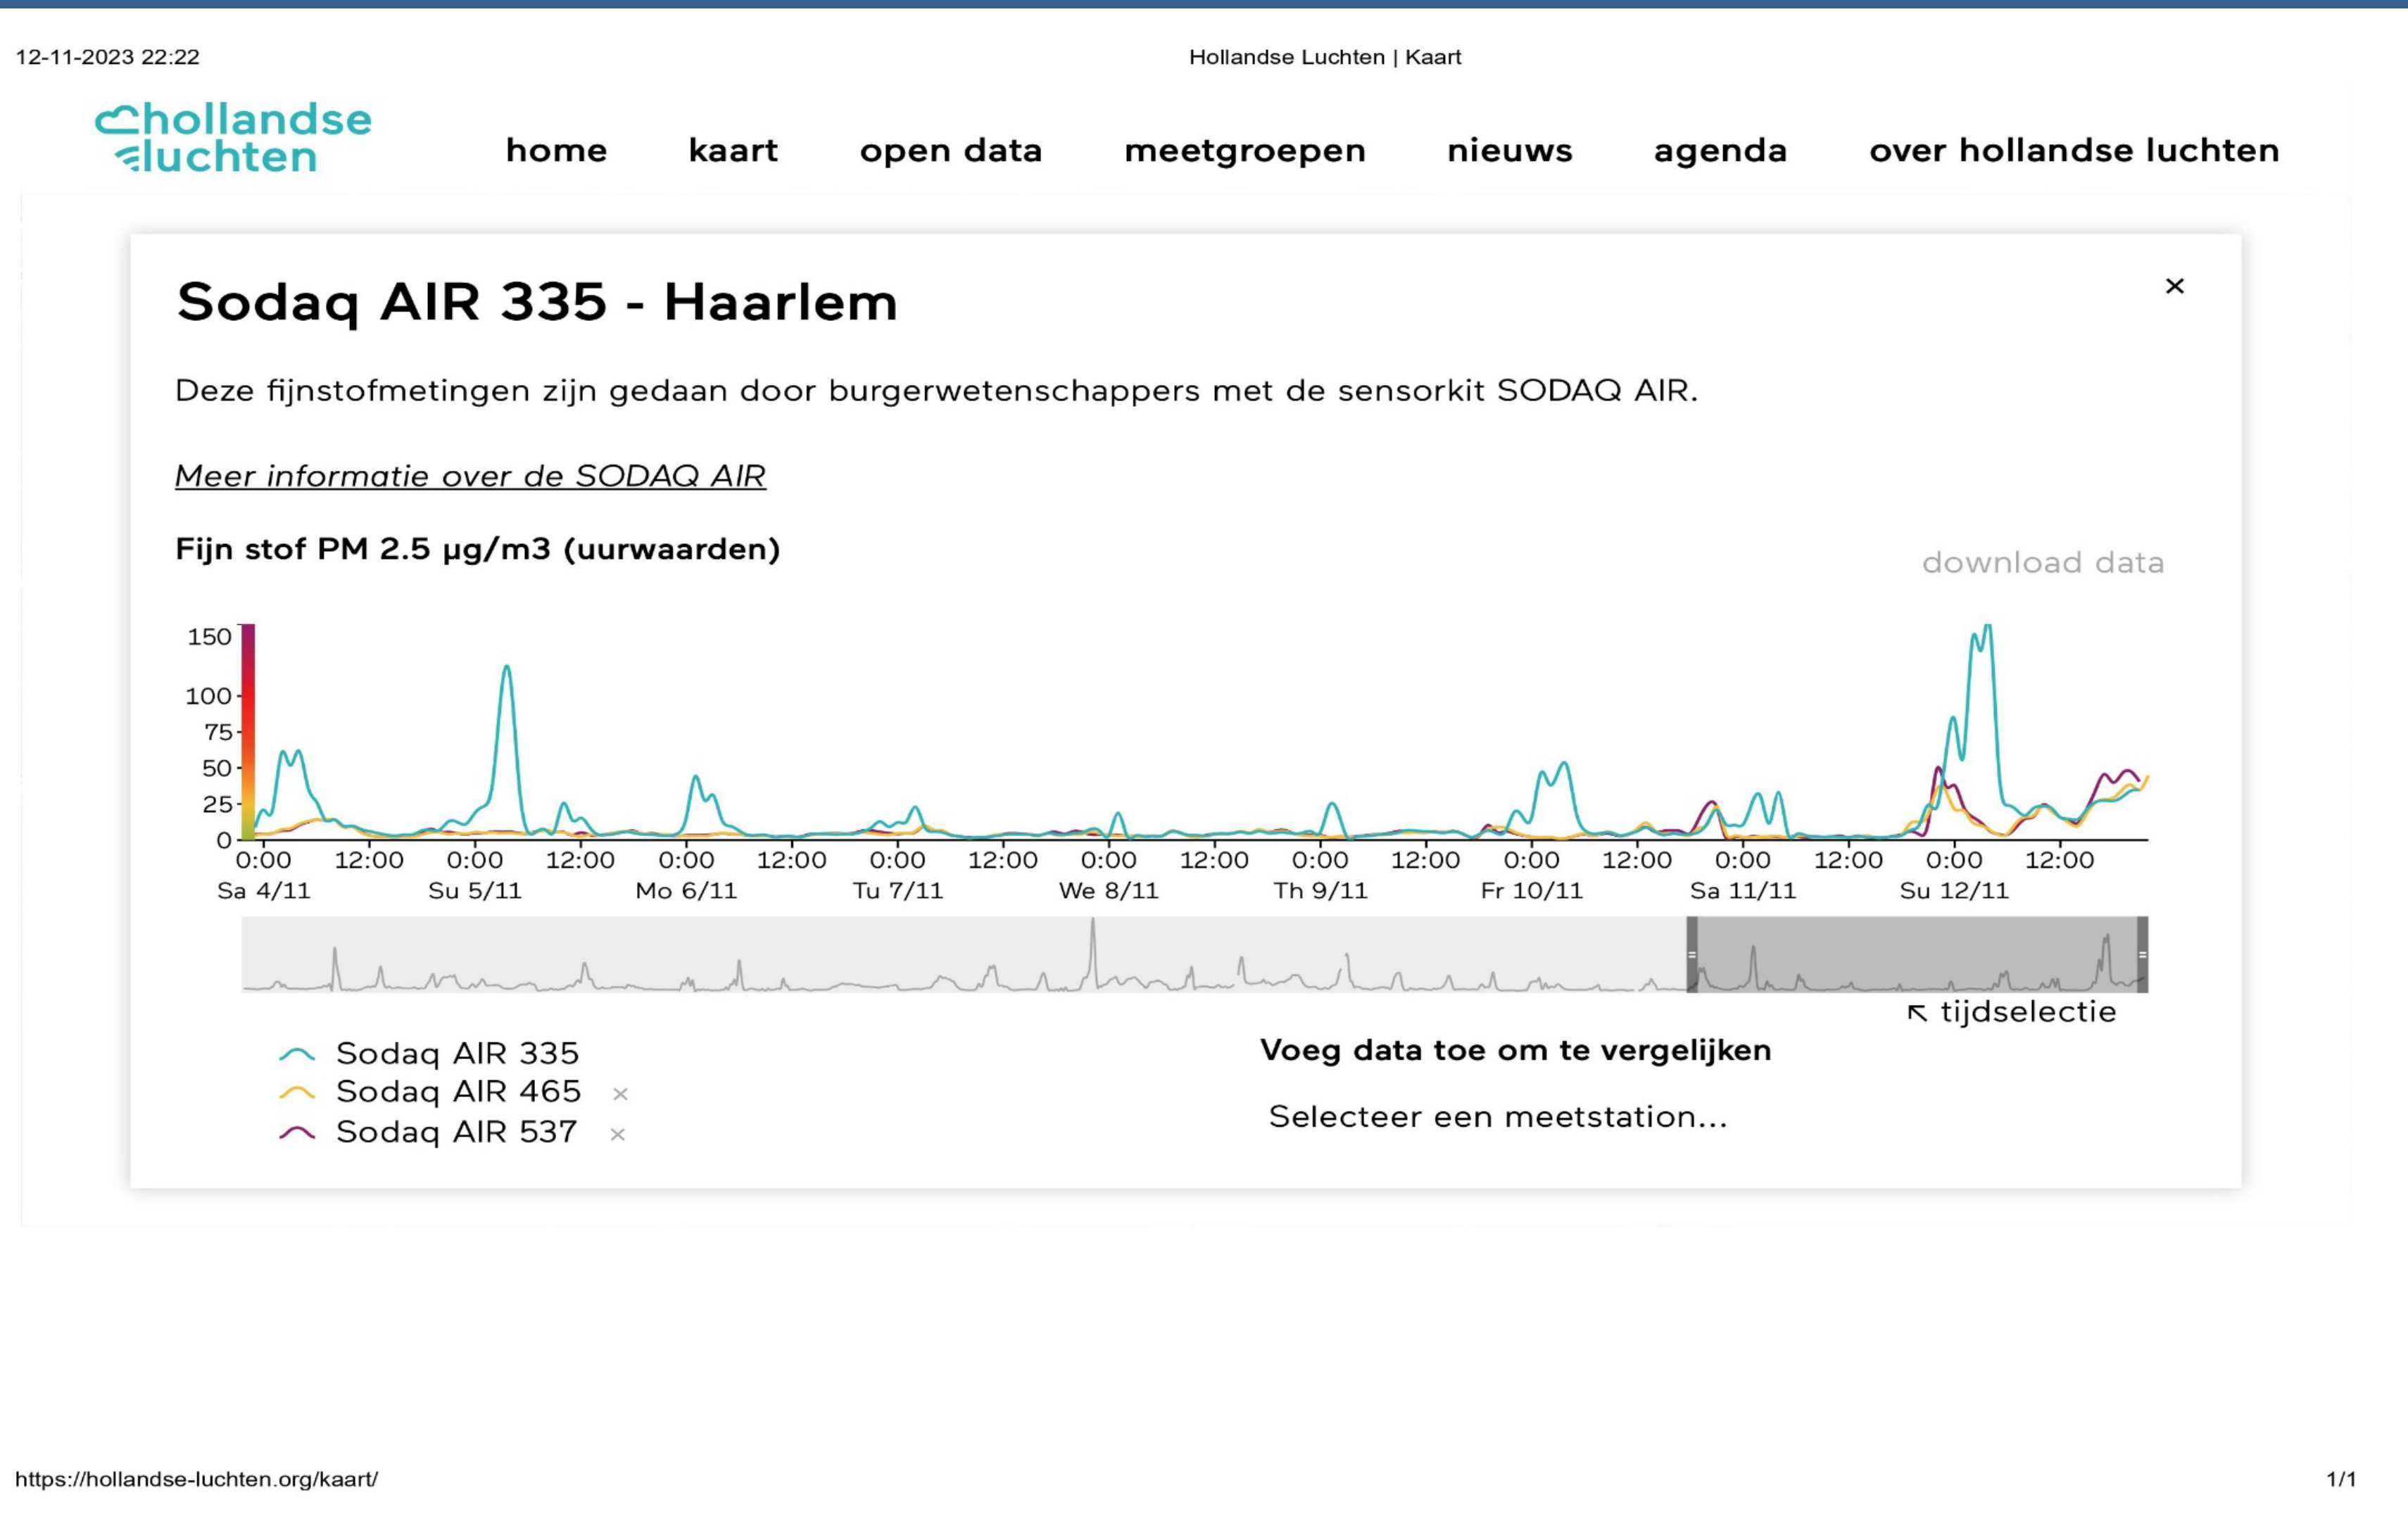 12-11-2023 22:22 Hollandse Luchten | Kaart
hollandse
luchten
home kaart open data meetgroepen nieuws agenda over hollandse luchten
Sodaq AIR 335 - Haarlem ×
Deze fijnstofmetingen zijn gedaan door burgerwetenschappers met de sensorkit SODAQ AIR.
Meer informatie over de SODAQ AIR
Fijn stof PM 2.5 µg/m3 (uurwaarden)
download data
150
100
75
50
25
0
0:00 12:00 0:00 12:00 0:00 12:00 0:00 12:00 0:00 12:00 0:00 12:00 0:00 12:00 0:00 12:00 0:00 12:00
Sa 4/11 Su 5/11 Mo 6/11 Tu 7/11 We 8/11 Th 9/11 Fr 10/11 Sa 11/11 Su 12/11
↖ tijdselectie
Sodaq AIR 335
Sodaq AIR 465 ×
Sodaq AIR 537 ×
Voeg data toe om te vergelijken
Selecteer een meetstation...
https://hollandse-luchten.org/kaart/ 1/1